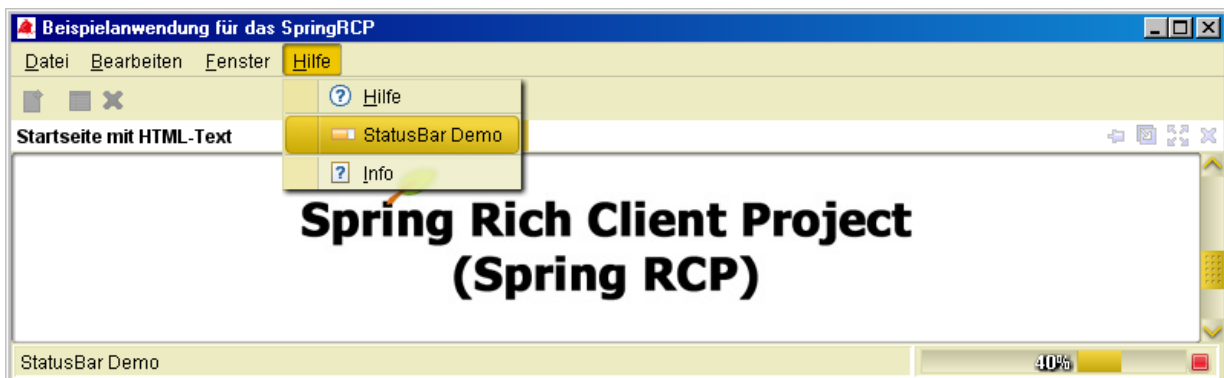 Beispielanwendung für das SpringRCP
Datei Bearbeiten Fenster Hilfe
Hilfe
StatusBar Demo
Info
Startseite mit HTML-Text
Spring Rich Client Project
(Spring RCP)
StatusBar Demo
40%